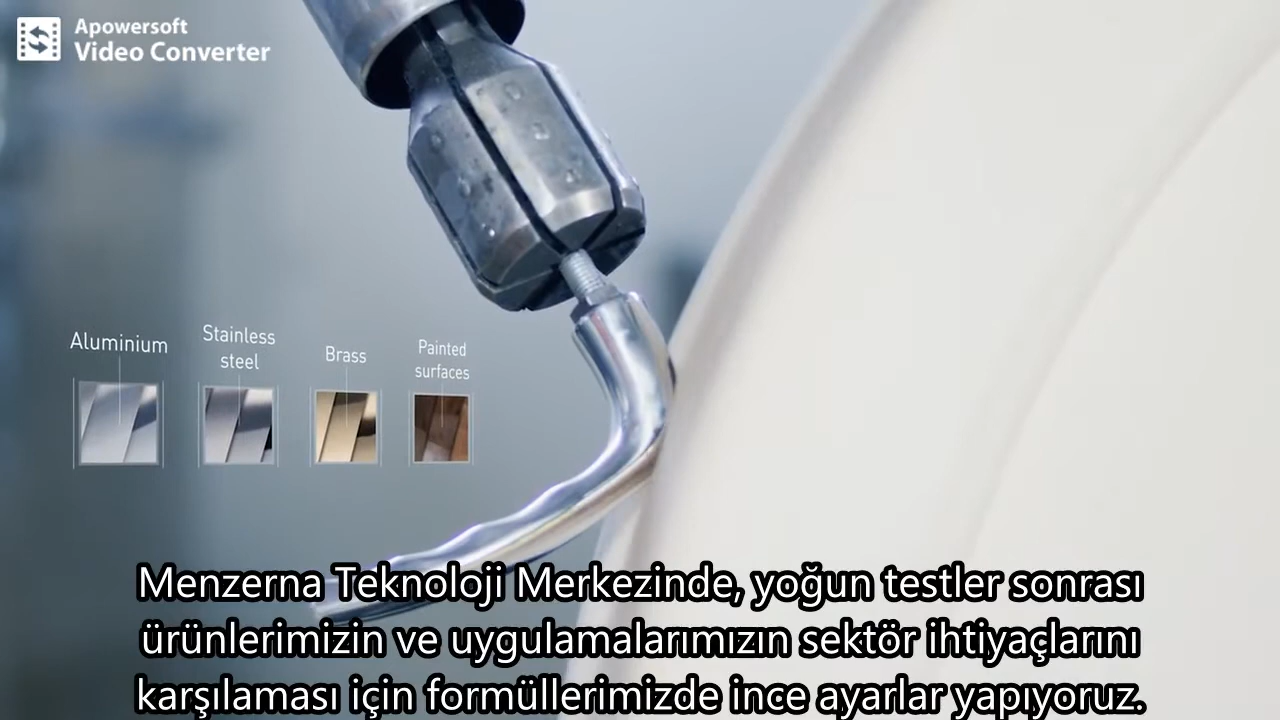 Apowersoft
Video Converter
Aluminium
Stainless
steel
Brass
Painted
surfaces
Menzerna Teknoloji Merkezinde, yoğun testler sonrası
ürünlerimizin ve uygulamalarımızın sektör ihtiyaçlarını
karşılaması için formüllerimizde ince ayarlar yapıyoruz.